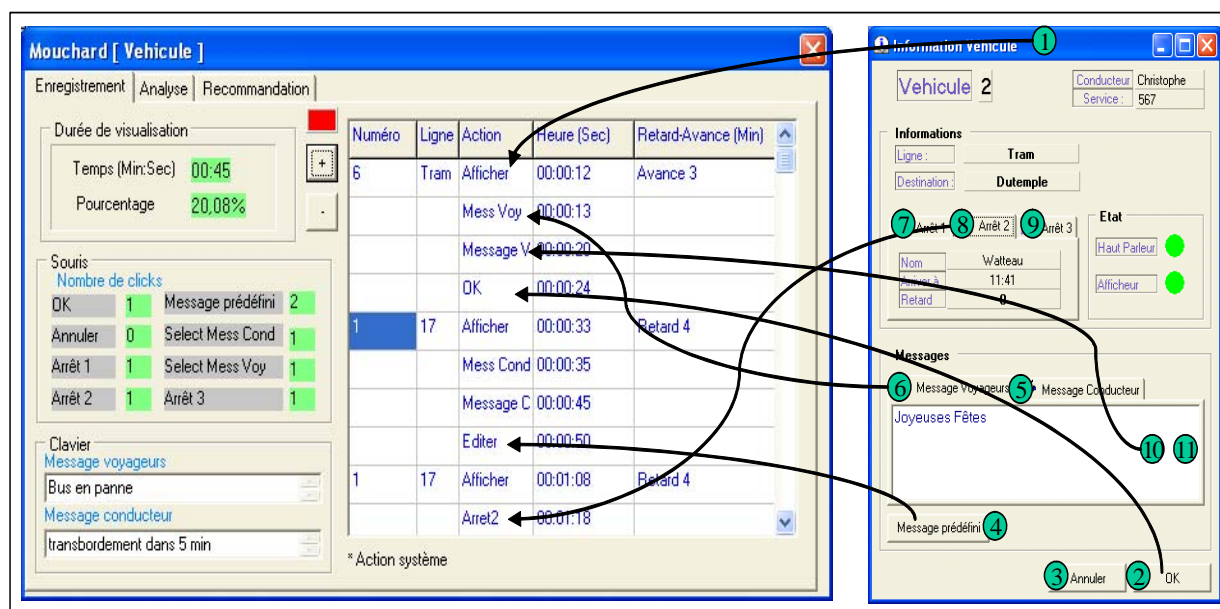 Mouchard [ Vehicule ]
Enregistrement Analyse Recommandation
Durée de visualisation
Temps (Min:Sec) 00:45
Pourcentage 20,08%
+
-
Souris
Nombre de clicks
OK 1 Message prédéfini 2
Annuler 0 Select Mess Cond 1
Arrêt 1 1 Select Mess Voy 1
Arrêt 2 1 Arrêt 3 1
Clavier
Message voyageurs
Bus en panne
Message conducteur
transbordement dans 5 min
Numéro Ligne Action Heure (Sec) Retard-Avance (Min)
6 Tram Afficher 00:00:12 Avance 3
Mess Voy 00:00:13
Message V 00:00:20
OK 00:00:24
1 17 Afficher 00:00:33 Retard 4
Mess Cond 00:00:35
Message C 00:00:45
Editer 00:00:50
1 17 Afficher 00:01:08 Retard 4
Arret2 00:01:18
* Action système
Information Vehicule 1
Vehicule 2
Conducteur Christophe
Service : 567
Informations
Ligne : Tram
Destination : Dutemple
7 Arrêt 1 8 Arrêt 2 9 Arrêt 3
Nom Watteau
Arriver à 11:41
Retard 0
Etat
Haut Parleur
Afficheur
Messages
6 Message Voyageurs 5 Message Conducteur
Joyeuses Fêtes
10 11
Message prédéfini 4
3 Annuler 2 OK